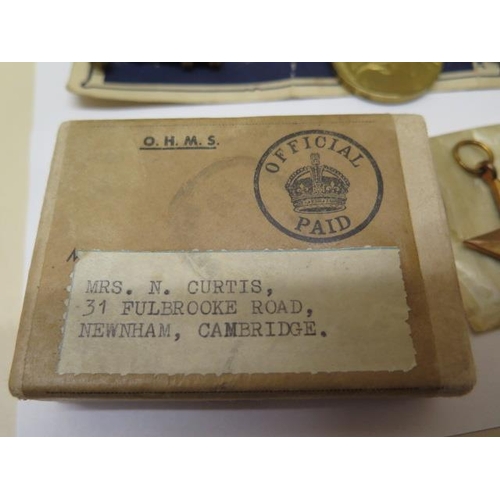 O.H.M.S.
OFFICIAL
PAID
MRS. N. CURTIS,
31 FULBROOKE ROAD,
NEWNHAM, CAMBRIDGE.